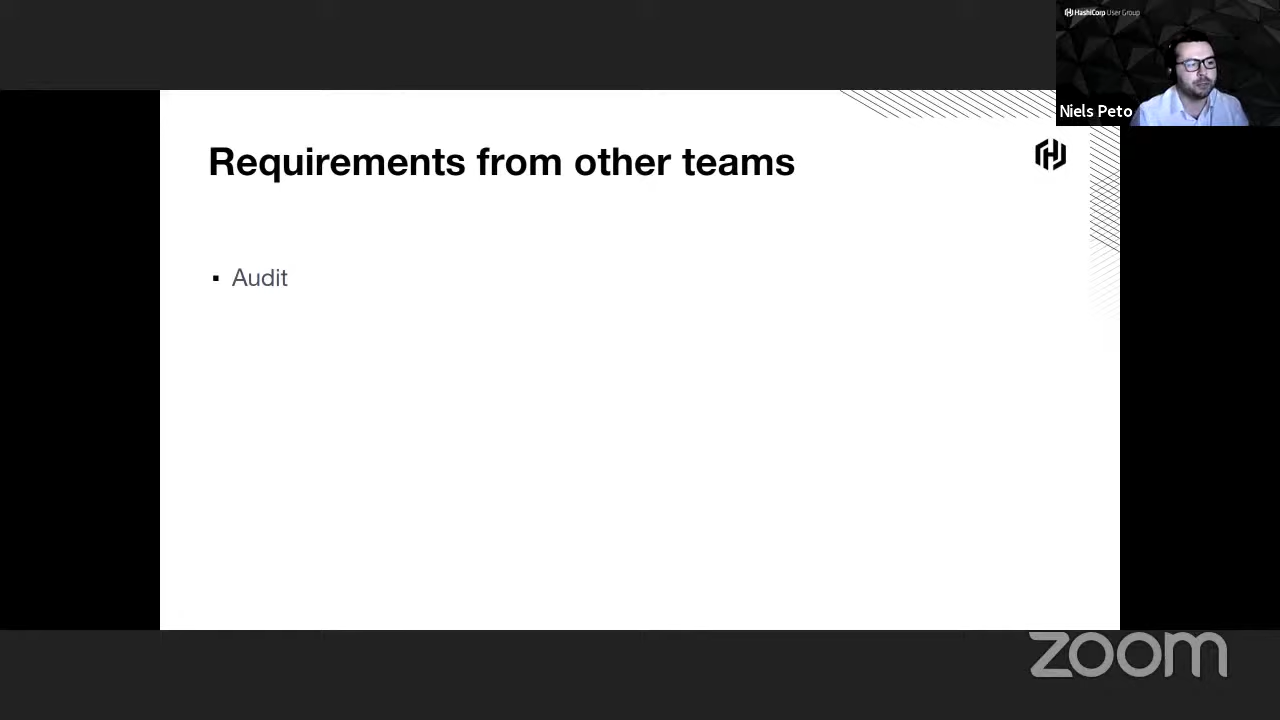 HashiCorp User Group
Niels Peto
Requirements from other teams
▪ Audit
zoom